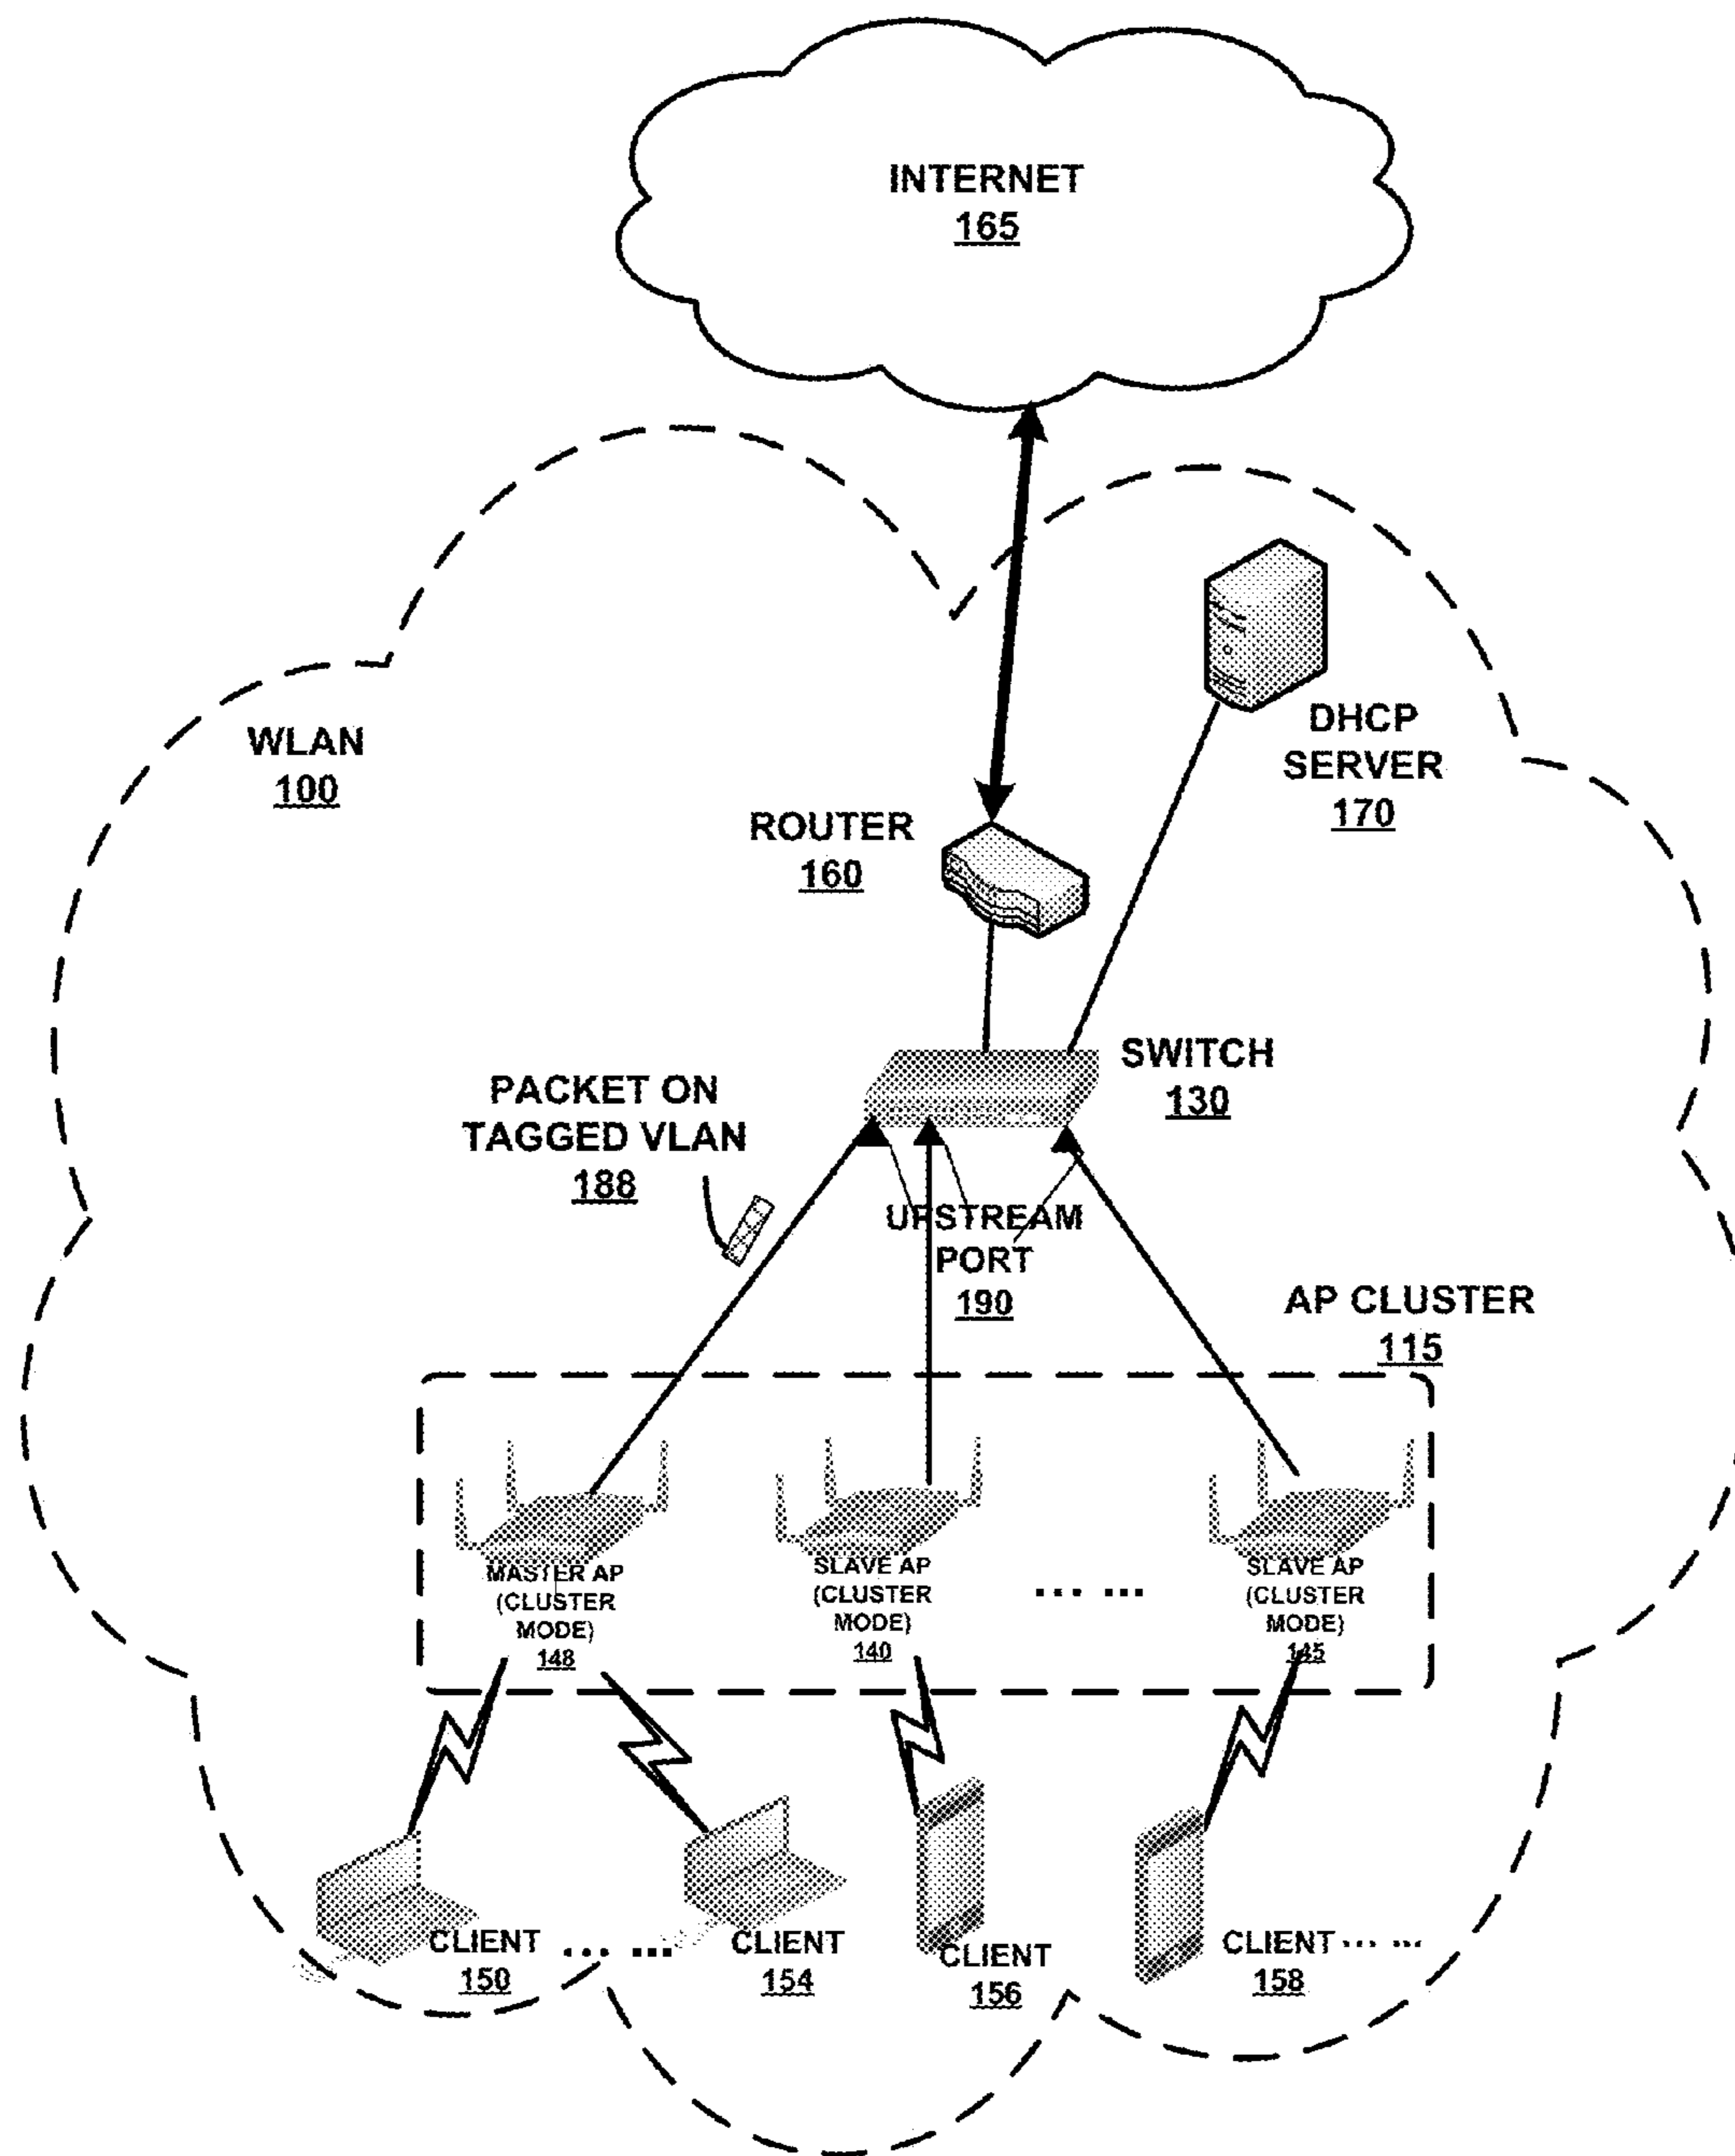 INTERNET
165
WLAN
100
DHCP
SERVER
170
ROUTER
160
SWITCH
130
PACKET ON
TAGGED VLAN
188
UPSTREAM
PORT
190
AP CLUSTER
115
MASTER AP
(CLUSTER
MODE)
148
SLAVE AP
(CLUSTER
MODE)
140
... ...
SLAVE AP
(CLUSTER
MODE)
145
CLIENT
150
... ...
CLIENT
154
CLIENT
156
CLIENT ... ...
158